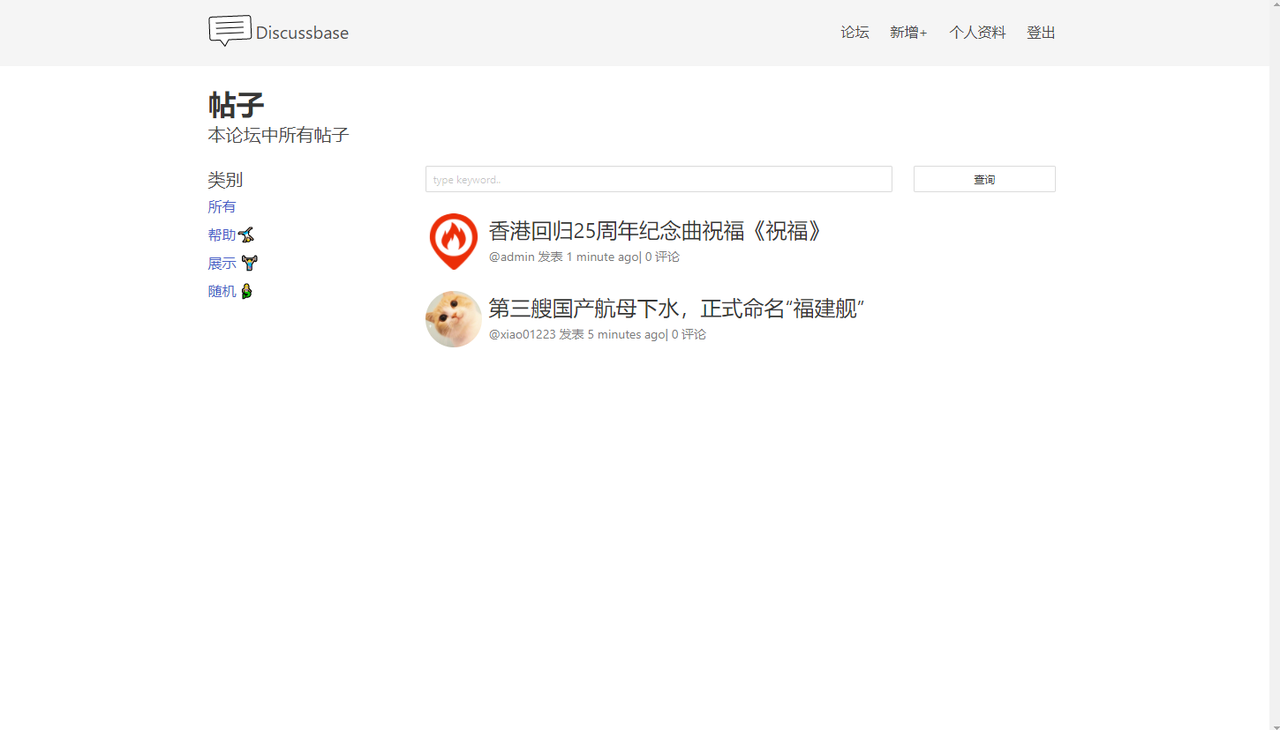 Discussbase
论坛 新增+ 个人资料 登出
帖子
本论坛中所有帖子
类别
所有
帮助
展示
随机
type keyword..
查询
香港回归25周年纪念曲祝福《祝福》
@admin 发表 1 minute ago| 0 评论
第三艘国产航母下水，正式命名“福建舰”
@xiao01223 发表 5 minutes ago| 0 评论